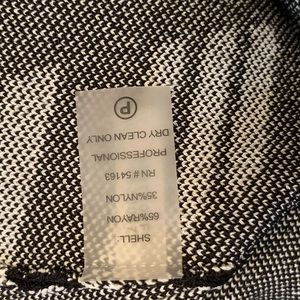 SHELL:
65%RAYON
35%NYLON
RN # 54163
PROFESSIONAL
DRY CLEAN ONLY
P